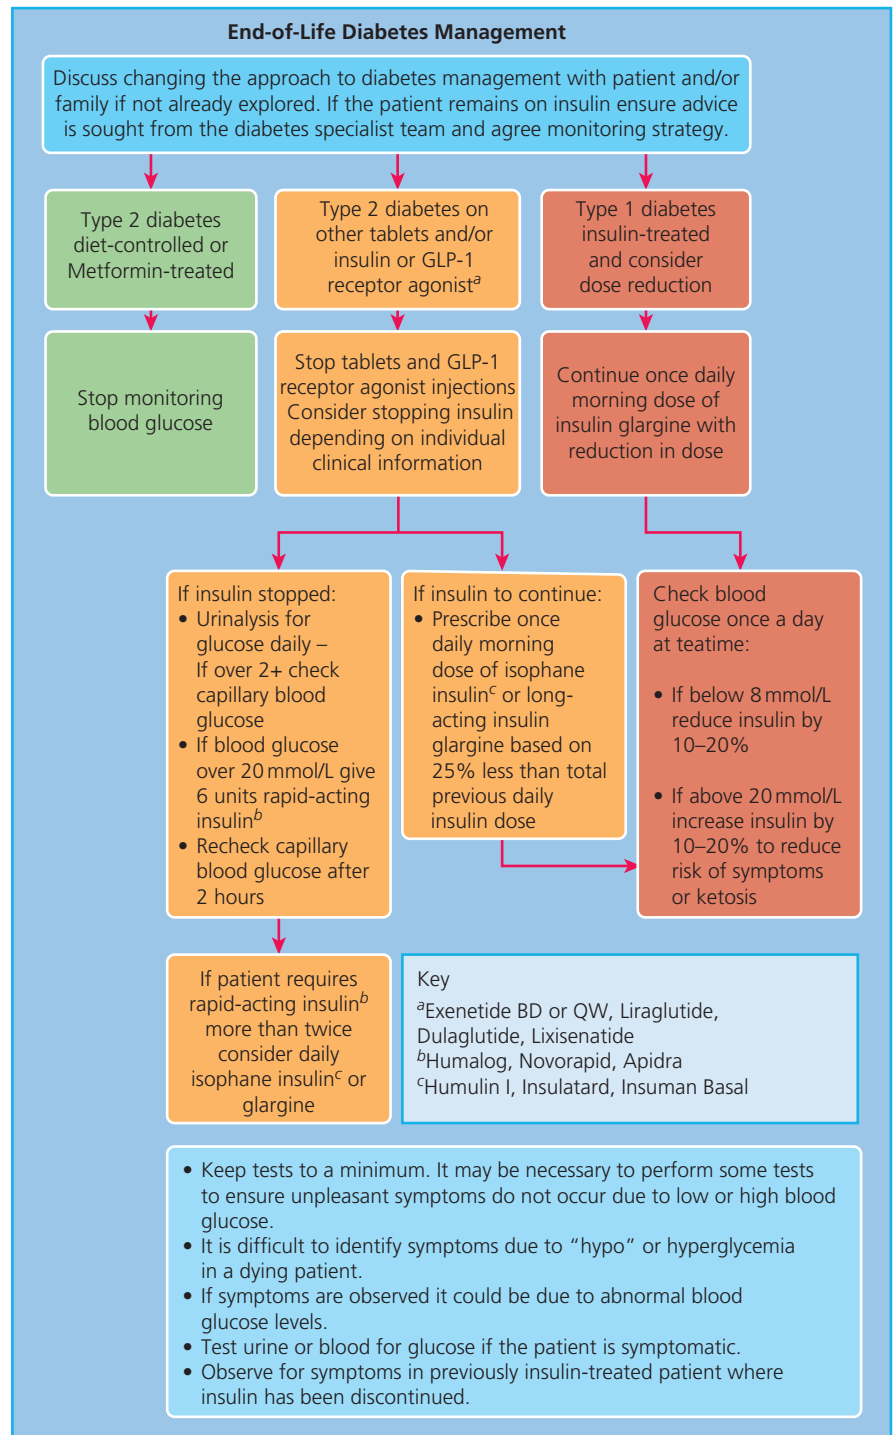 End-of-Life Diabetes Management
Discuss changing the approach to diabetes management with patient and/or
family if not already explored. If the patient remains on insulin ensure advice
is sought from the diabetes specialist team and agree monitoring strategy.
Type 2 diabetes
diet-controlled or
Metformin-treated
Type 2 diabetes on
other tablets and/or
insulin or GLP-1
receptor agonistᵃ
Type 1 diabetes
insulin-treated
and consider
dose reduction
Stop monitoring
blood glucose
Stop tablets and GLP-1
receptor agonist injections
Consider stopping insulin
depending on individual
clinical information
Continue once daily
morning dose of
insulin glargine with
reduction in dose
If insulin stopped:
• Urinalysis for
glucose daily –
If over 2+ check
capillary blood
glucose
• If blood glucose
over 20 mmol/L give
6 units rapid-acting
insulinᵇ
• Recheck capillary
blood glucose after
2 hours
If insulin to continue:
• Prescribe once
daily morning
dose of isophane
insulinᶜ or long-
acting insulin
glargine based on
25% less than total
previous daily
insulin dose
Check blood
glucose once a day
at teatime:
• If below 8 mmol/L
reduce insulin by
10–20%
• If above 20 mmol/L
increase insulin by
10–20% to reduce
risk of symptoms
or ketosis
If patient requires
rapid-acting insulinᵇ
more than twice
consider daily
isophane insulinᶜ or
glargine
Key
ᵃExenetide BD or QW, Liraglutide,
Dulaglutide, Lixisenatide
ᵇHumalog, Novorapid, Apidra
ᶜHumulin I, Insulatard, Insuman Basal
• Keep tests to a minimum. It may be necessary to perform some tests
to ensure unpleasant symptoms do not occur due to low or high blood
glucose.
• It is difficult to identify symptoms due to “hypo” or hyperglycemia
in a dying patient.
• If symptoms are observed it could be due to abnormal blood
glucose levels.
• Test urine or blood for glucose if the patient is symptomatic.
• Observe for symptoms in previously insulin-treated patient where
insulin has been discontinued.